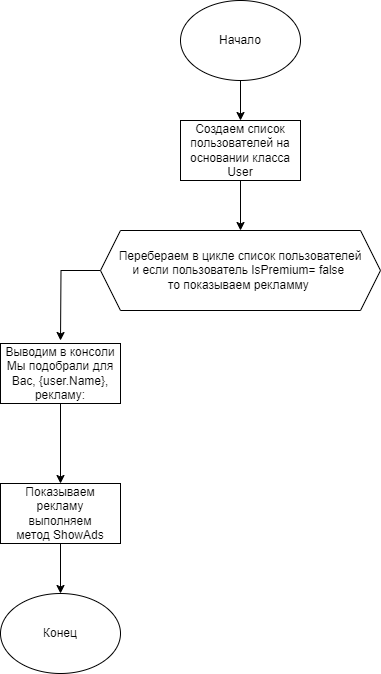 Начало
Создаем список
пользователей на
основании класса
User
Перебераем в цикле список пользователей
и если пользователь IsPremium= false
то показываем рекламму
Выводим в консоли
Мы подобрали для
Вас, {user.Name},
рекламу:
Показываем
рекламу
выполняем
метод ShowAds
Конец